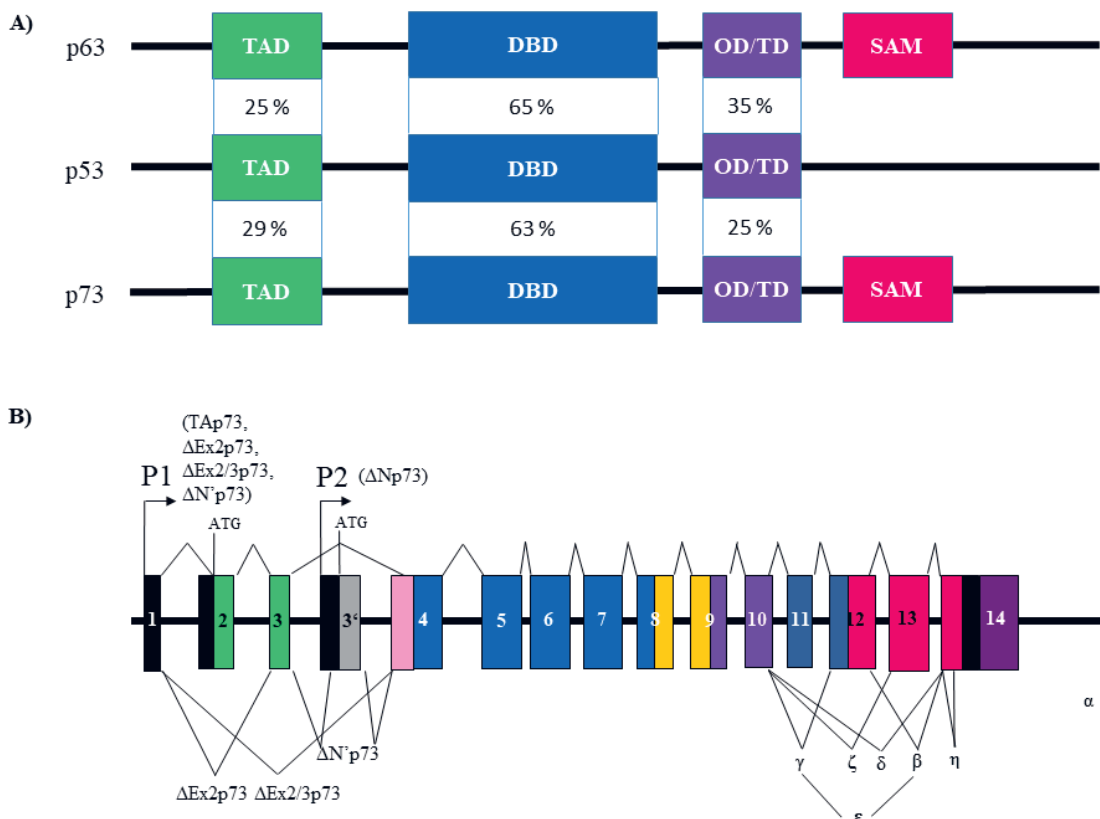 A)
p63 TAD DBD OD/TD SAM
25 % 65 % 35 %
p53 TAD DBD OD/TD
29 % 63 % 25 %
p73 TAD DBD OD/TD SAM
B)
(TAp73,
ΔEx2p73,
ΔEx2/3p73,
ΔN'p73)
P1 P2 (ΔNp73)
ATG ATG
1 2 3 3‘ 4 5 6 7 8 9 10 11 12 13 14
α
ΔN'p73 γ ζ δ β η
ΔEx2p73 ΔEx2/3p73
ε